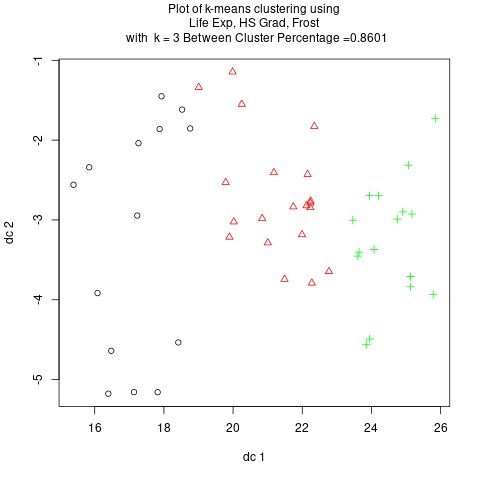 Plot of k-means clustering using
Life Exp, HS Grad, Frost
with k = 3 Between Cluster Percentage =0.8601
-1
-2
-3
-4
-5
dc 2
16
18
20
22
24
26
dc 1